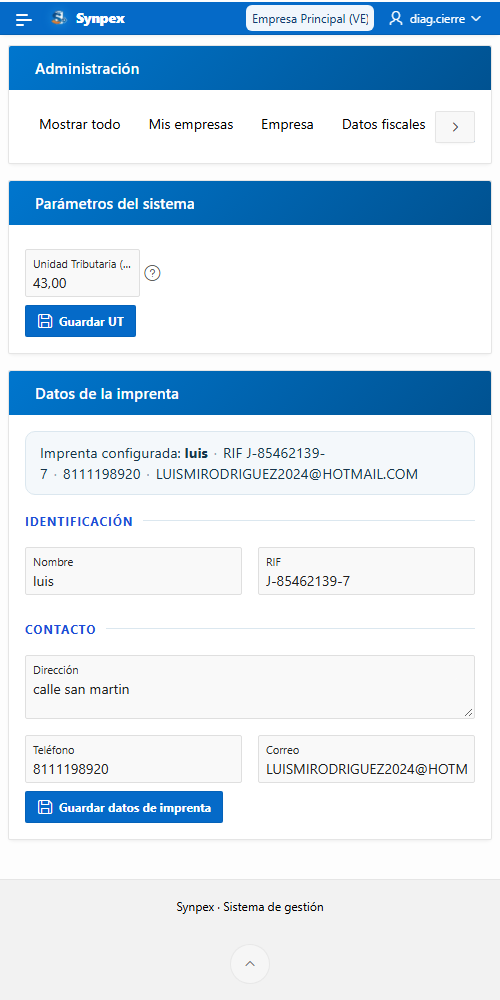 Synpex
Empresa Principal (VE)
diag.cierre
Administración
Mostrar todo
Mis empresas
Empresa
Datos fiscales
Parámetros del sistema
Unidad Tributaria (...
43,00
?
Guardar UT
Datos de la imprenta
Imprenta configurada: luis · RIF J-85462139-
7 · 8111198920 · LUISMIRODRIGUEZ2024@HOTMAIL.COM
IDENTIFICACIÓN
Nombre
luis
RIF
J-85462139-7
CONTACTO
Dirección
calle san martin
Teléfono
8111198920
Correo
LUISMIRODRIGUEZ2024@HOTM
Guardar datos de imprenta
Synpex · Sistema de gestión